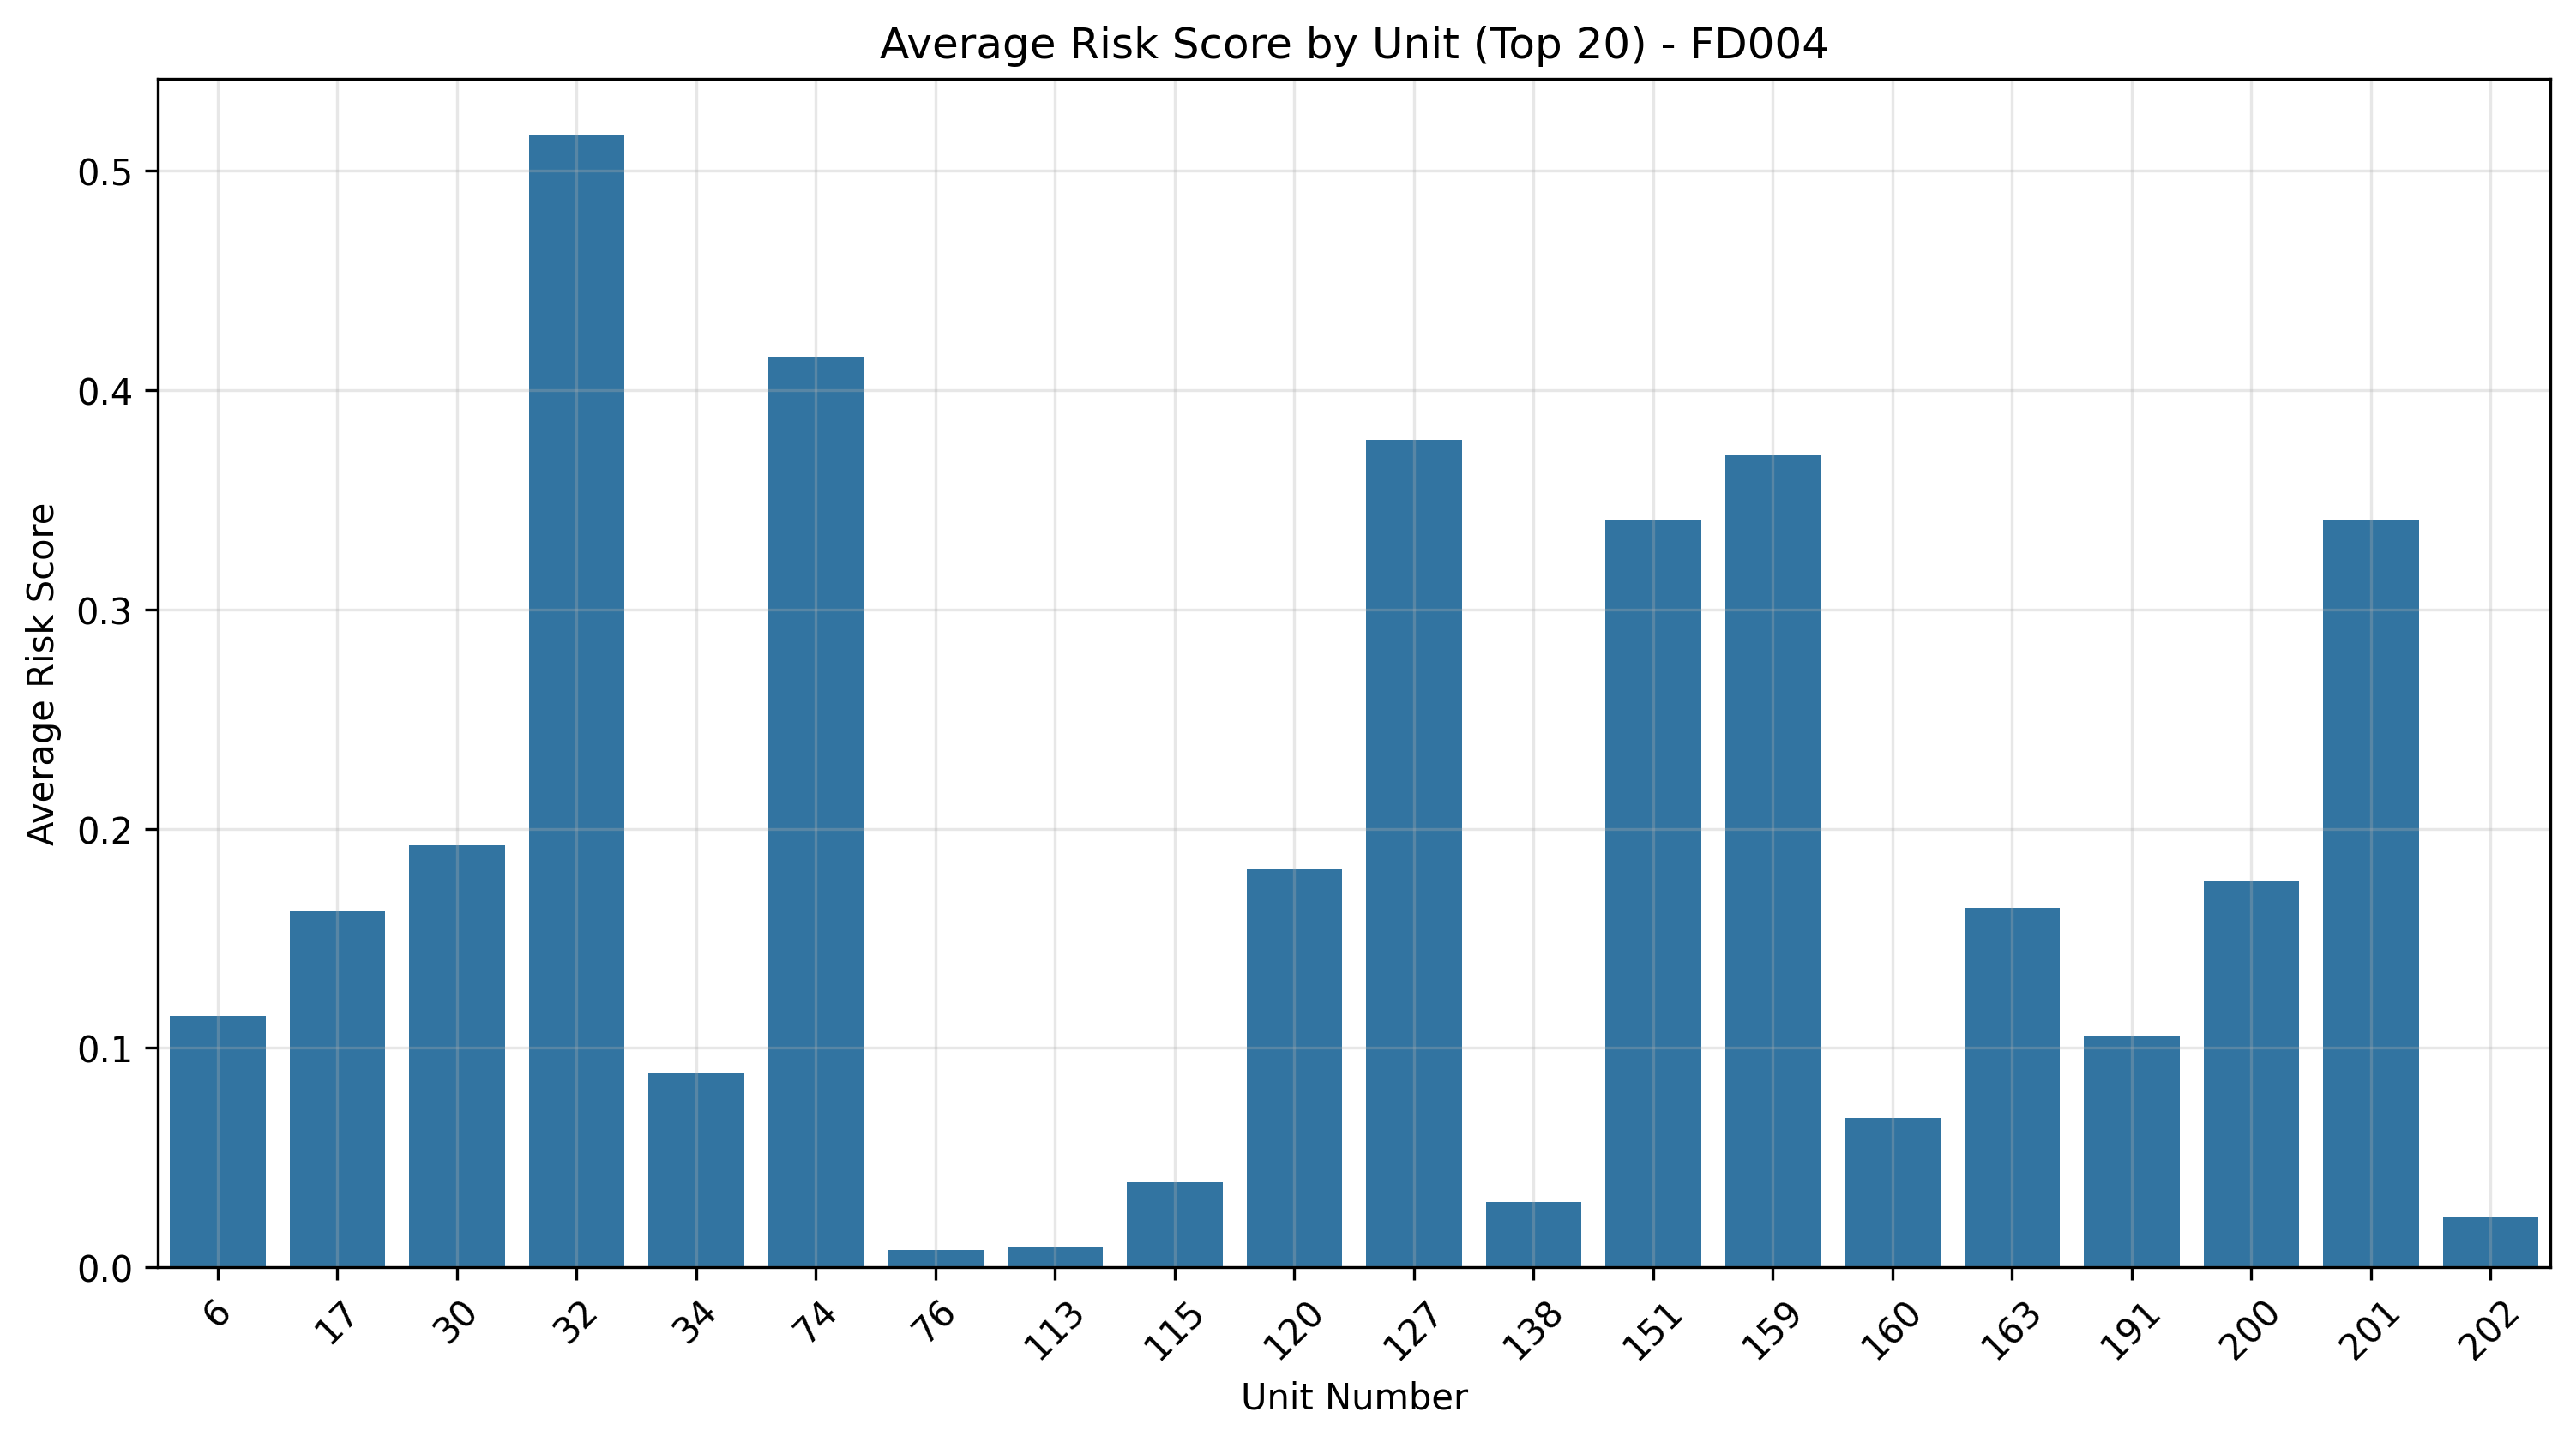 Average Risk Score by Unit (Top 20) - FD004
Average Risk Score
0.5
0.4
0.3
0.2
0.1
0.0
6 17 30 32 34 74 76 113 115 120 127 138 151 159 160 163 191 200 201 202
Unit Number